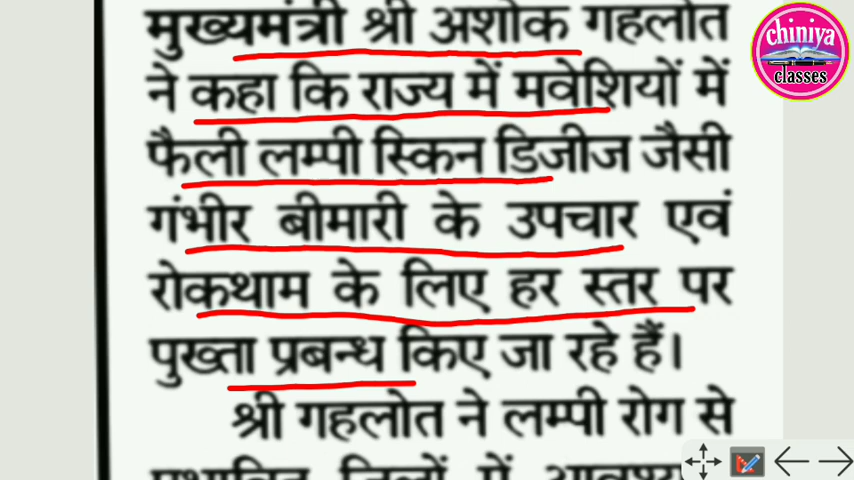 मुख्यमंत्री श्री अशोक गहलोत
ने कहा कि राज्य में मवेशियों में
फैली लम्पी स्किन डिजीज जैसी
गंभीर बीमारी के उपचार एवं
रोकथाम के लिए हर स्तर पर
पुख्ता प्रबन्ध किए जा रहे हैं।
श्री गहलोत ने लम्पी रोग से
chiniya
classes